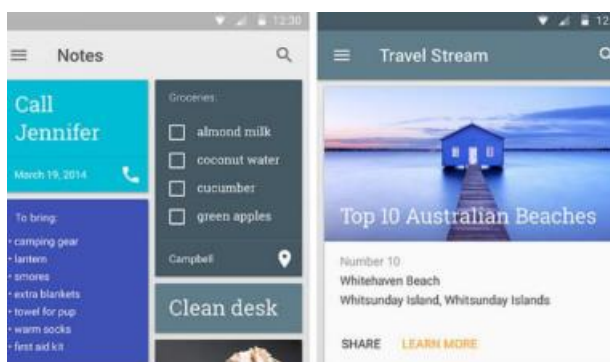 12:30
Notes
Call
Jennifer
March 19, 2014
To bring:
• camping gear
• lantern
• smores
• extra blankets
• towel for pup
• warm socks
• first aid kit
Groceries:
almond milk
coconut water
cucumber
green apples
Campbell
Clean desk
12
Travel Stream
Top 10 Australian Beaches
Number 10
Whitehaven Beach
Whitsunday Island, Whitsunday Islands
SHARE LEARN MORE